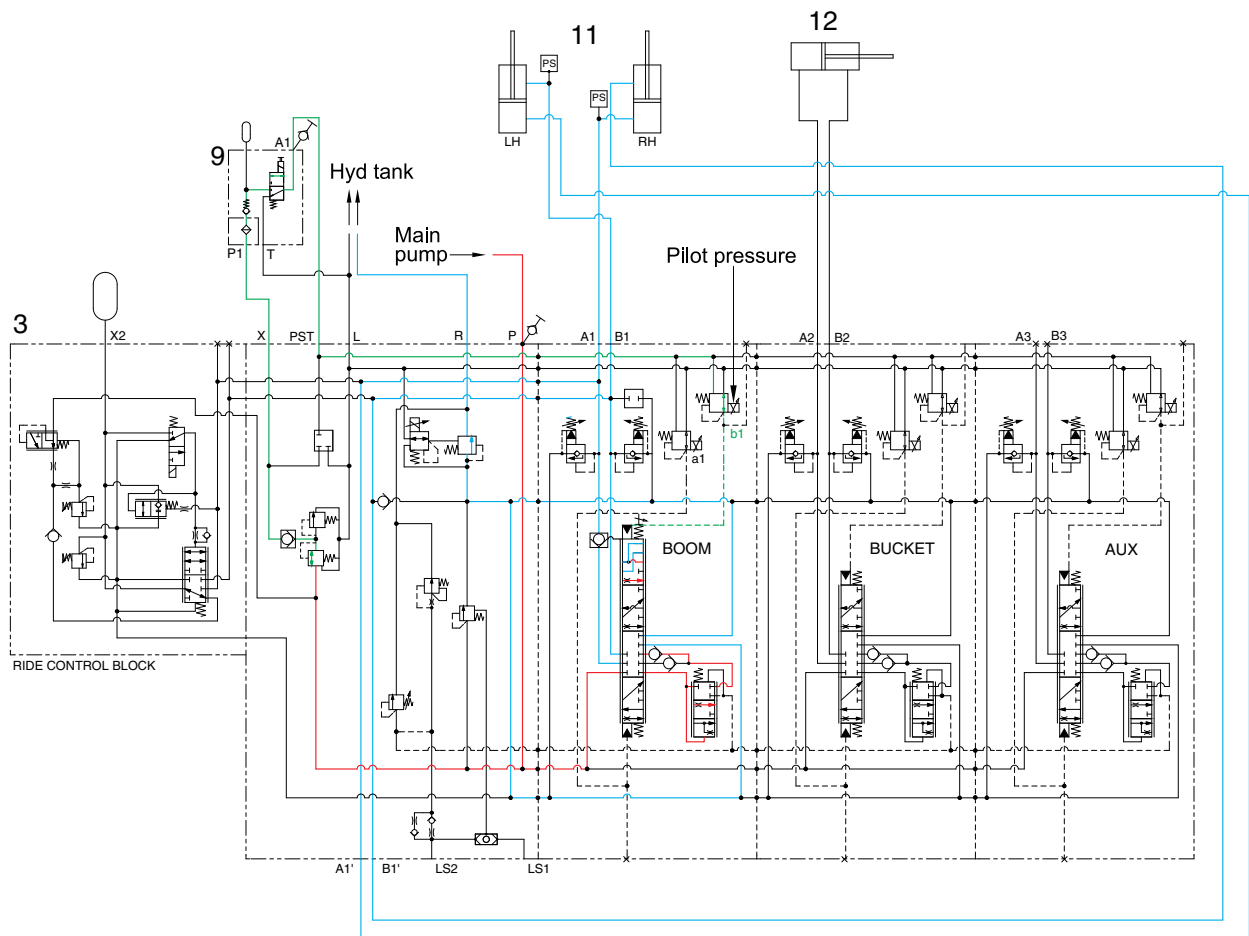 11
12
PS
PS
LH
RH
9
A1
Hyd tank
P1
T
Main
pump
Pilot pressure
3
X2
X
PST
L
R
P
A1
B1
A2
B2
A3
B3
b1
a1
BOOM
BUCKET
AUX
RIDE CONTROL BLOCK
A1'
B1'
LS2
LS1